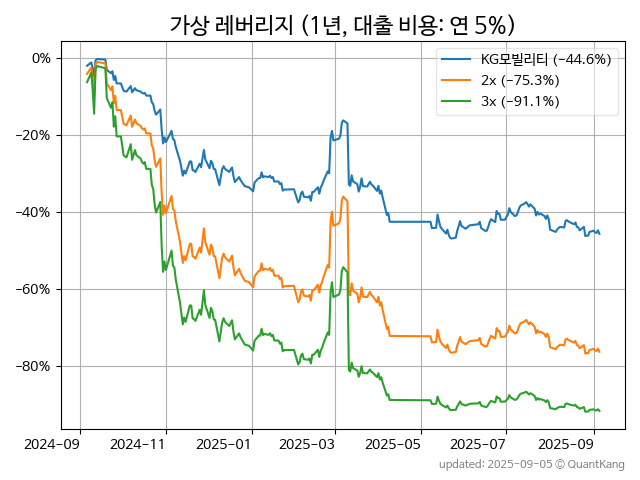 가상 레버리지 (1년, 대출 비용: 연 5%)
KG모빌리티 (−44.6%)
2x (−75.3%)
3x (−91.1%)
0%
−20%
−40%
−60%
−80%
2024−09 2024−11 2025−01 2025−03 2025−05 2025−07 2025−09
updated: 2025-09-05 © QuantKang